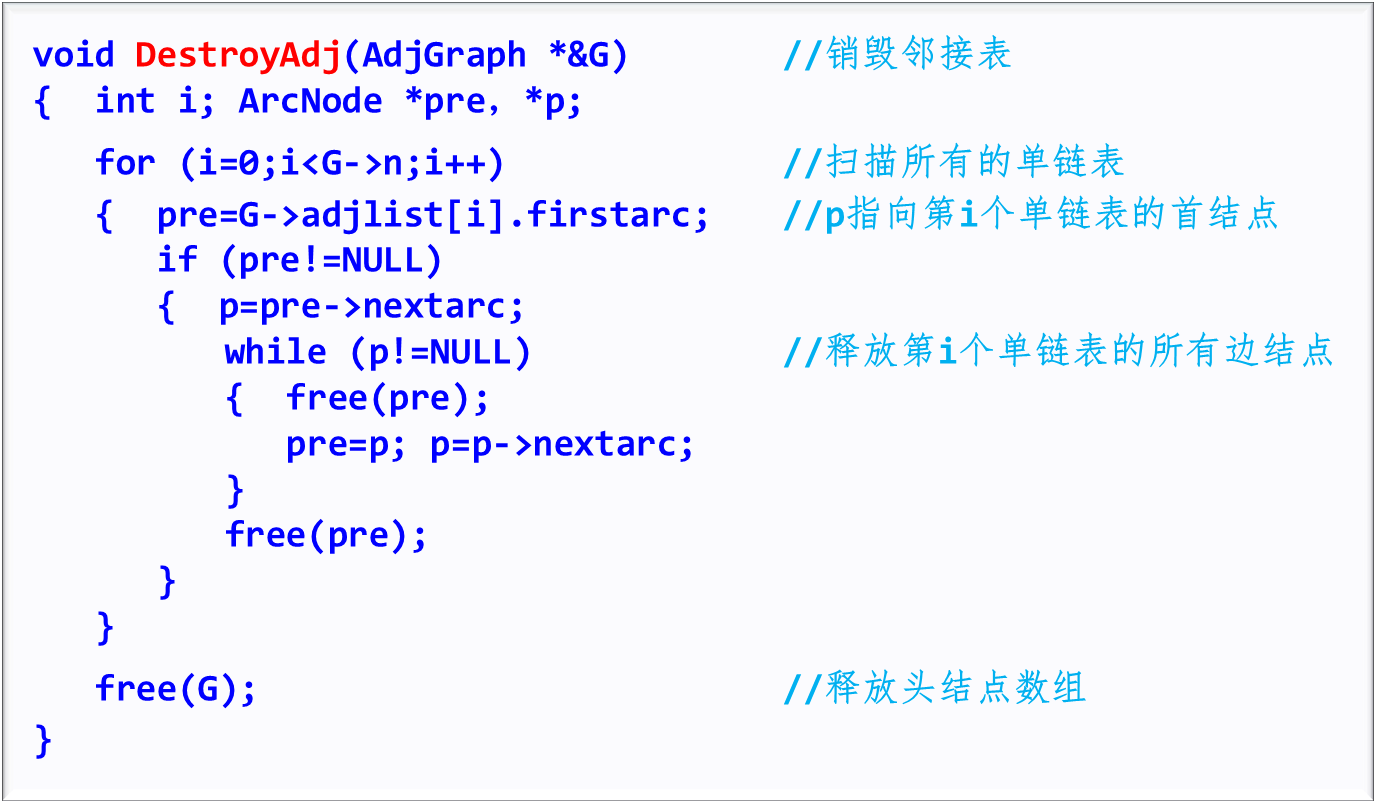 void DestroyAdj(AdjGraph *&G) //销毁邻接表
{ int i; ArcNode *pre，*p;
for (i=0;i<G->n;i++) //扫描所有的单链表
{ pre=G->adjlist[i].firstarc; //p指向第i个单链表的首结点
if (pre!=NULL)
{ p=pre->nextarc;
while (p!=NULL) //释放第i个单链表的所有边结点
{ free(pre);
pre=p; p=p->nextarc;
}
free(pre);
}
}
free(G); //释放头结点数组
}